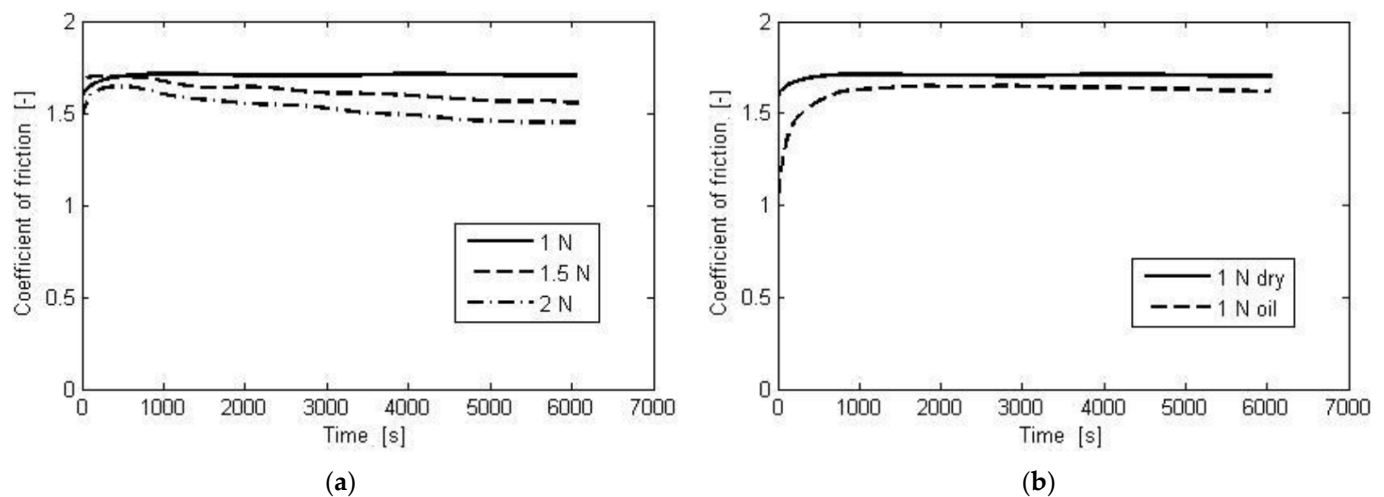 2
1.5
1
0.5
0
Coefficient of friction [-]
1 N
1.5 N
2 N
0 1000 2000 3000 4000 5000 6000 7000
Time [s]
(a)
2
1.5
1
0.5
0
Coefficient of friction [-]
1 N dry
1 N oil
0 1000 2000 3000 4000 5000 6000 7000
Time [s]
(b)